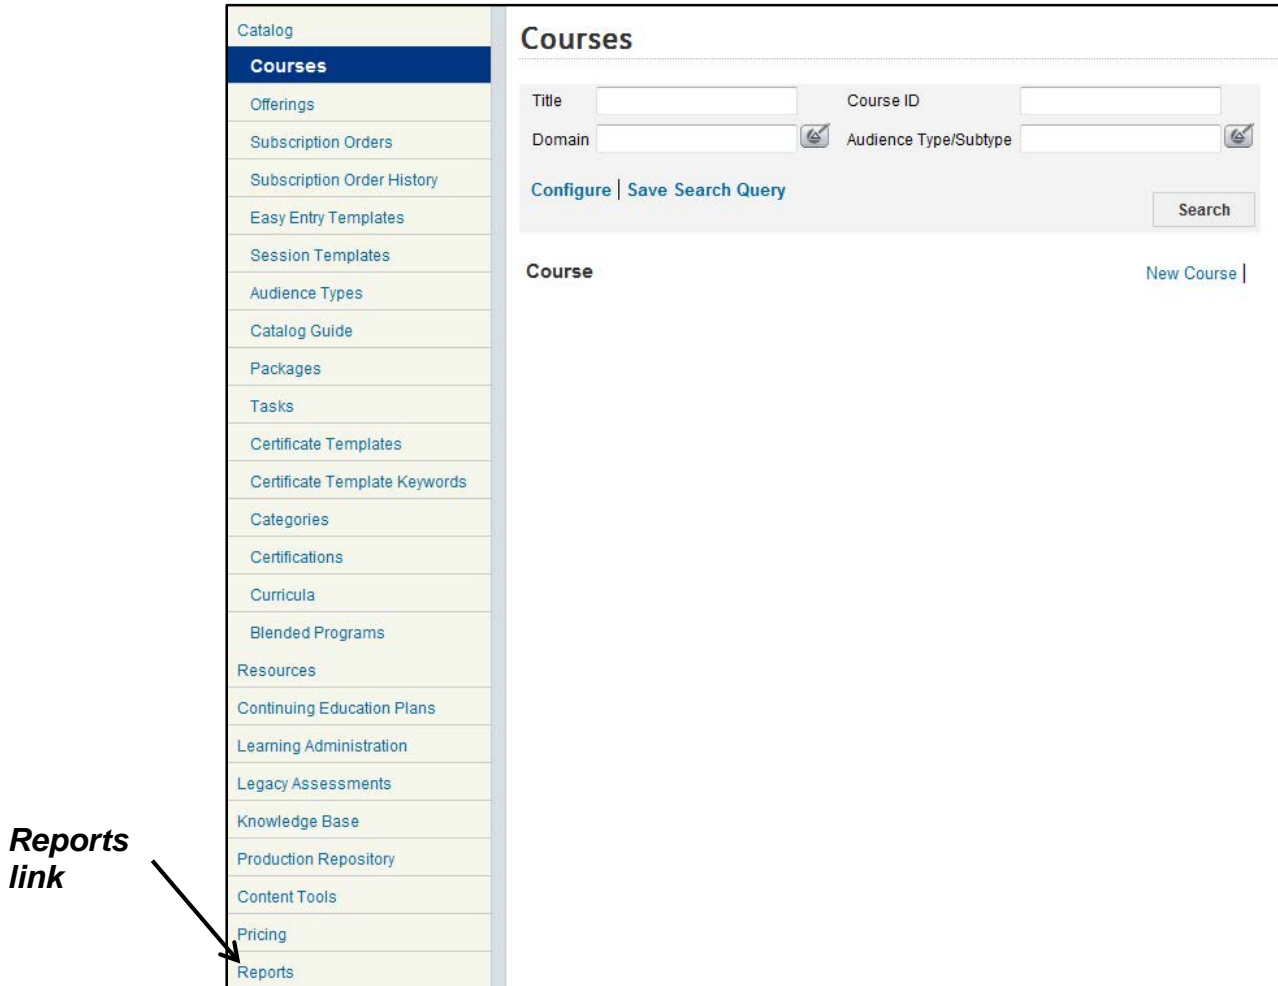 Catalog
Courses
Offerings
Subscription Orders
Subscription Order History
Easy Entry Templates
Session Templates
Audience Types
Catalog Guide
Packages
Tasks
Certificate Templates
Certificate Template Keywords
Categories
Certifications
Curricula
Blended Programs
Resources
Continuing Education Plans
Learning Administration
Legacy Assessments
Knowledge Base
Production Repository
Content Tools
Pricing
Reports
Reports
link
Courses
Title Course ID
Domain Audience Type/Subtype
Configure | Save Search Query
Search
Course New Course |